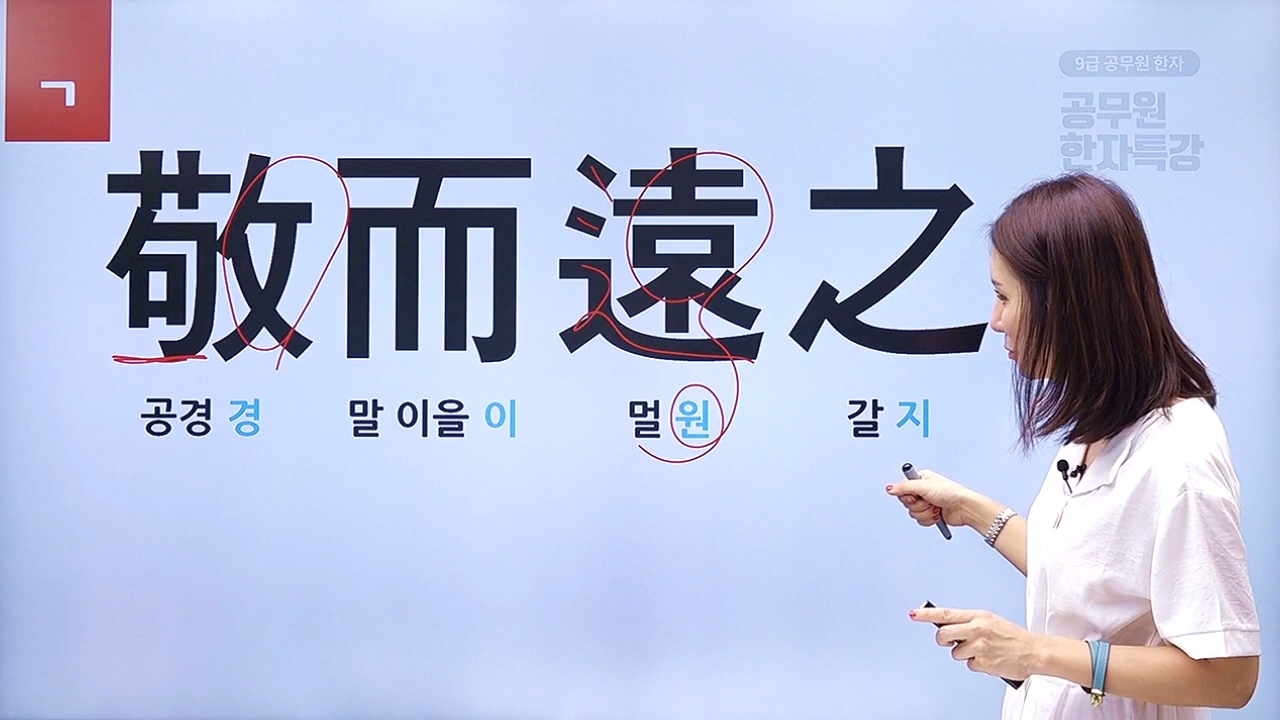 ㄱ
9급 공무원 한자
공무원
한자특강
敬而遠之
공경 경 말 이을 이 멀 원 갈 지